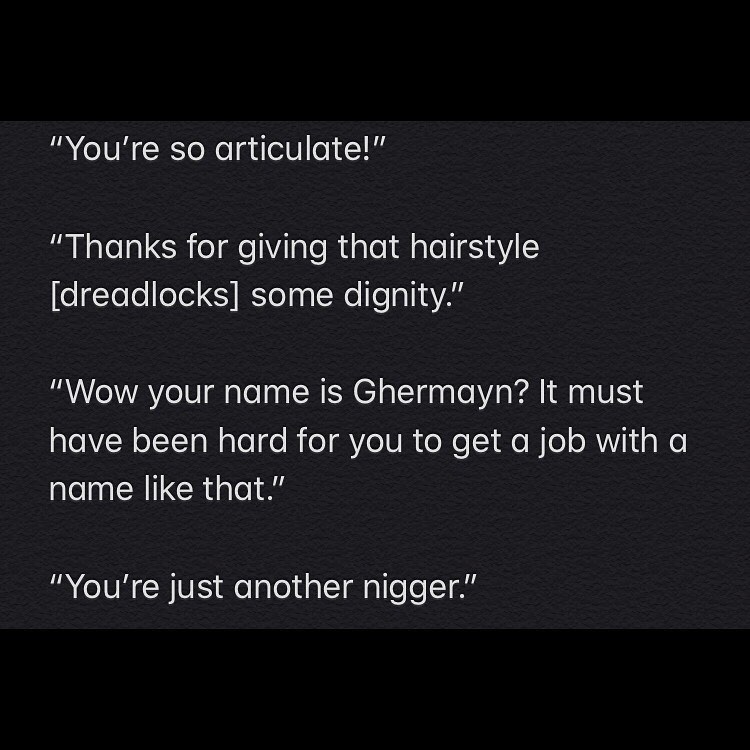 “You’re so articulate!”
“Thanks for giving that hairstyle
[dreadlocks] some dignity.”
“Wow your name is Ghermayn? It must
have been hard for you to get a job with a
name like that.”
“You’re just another nigger.”